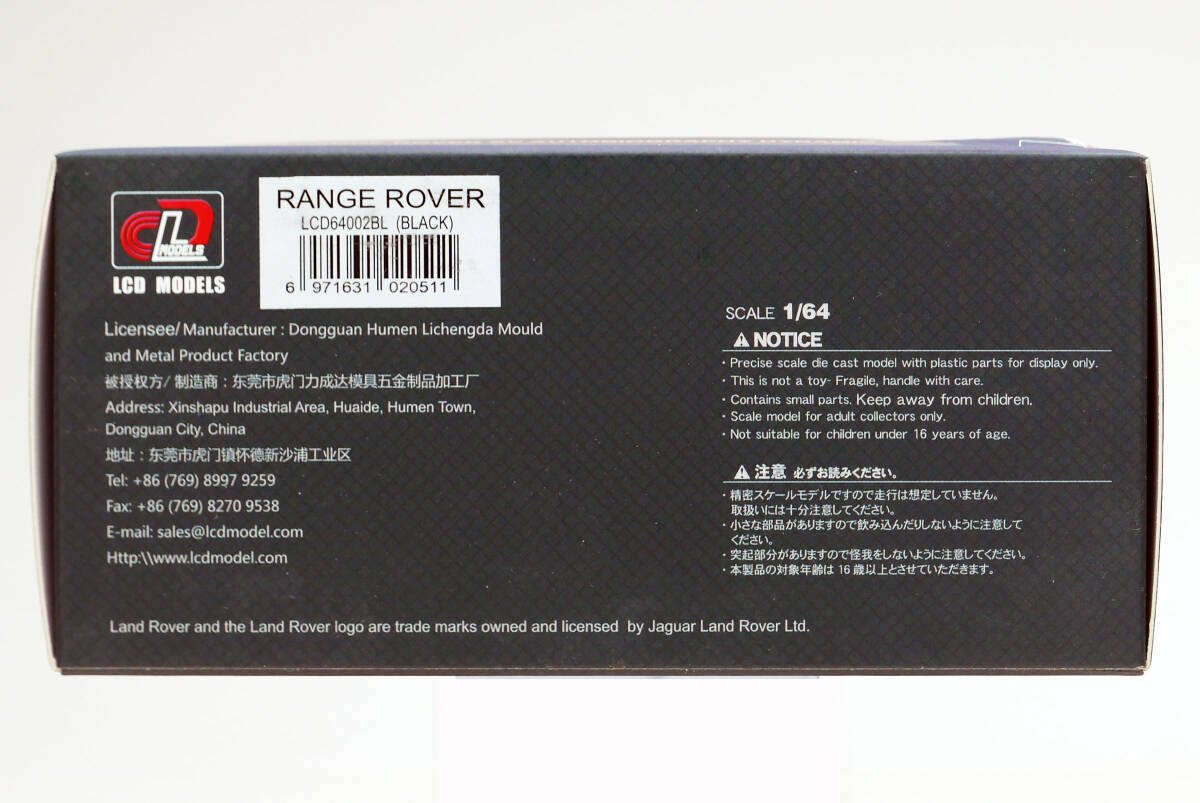 LCD MODELS
LCD MODELS
RANGE ROVER
LCD64002BL (BLACK)
6 971631 020511
Licensee/ Manufacturer : Dongguan Humen Lichengda Mould
and Metal Product Factory
被授权方/ 制造商 : 东莞市虎门力成达模具五金制品加工厂
Address: Xinshapu Industrial Area, Huaide, Humen Town,
Dongguan City, China
地址 : 东莞市虎门镇怀德新沙浦工业区
Tel: +86 (769) 8997 9259
Fax: +86 (769) 8270 9538
E-mail: sales@lcdmodel.com
Http:\\www.lcdmodel.com
SCALE 1/64
NOTICE
・Precise scale die cast model with plastic parts for display only.
・This is not a toy- Fragile, handle with care.
・Contains small parts. Keep away from children.
・Scale model for adult collectors only.
・Not suitable for children under 16 years of age.
注意 必ずお読みください。
・精密スケールモデルですので走行は想定していません。
取扱いには十分注意してください。
・小さな部品がありますので飲み込んだりしないように注意して
ください。
・突起部分がありますので怪我をしないように注意してください。
・本製品の対象年齢は 16 歳以上とさせていただきます。
Land Rover and the Land Rover logo are trade marks owned and licensed by Jaguar Land Rover Ltd.